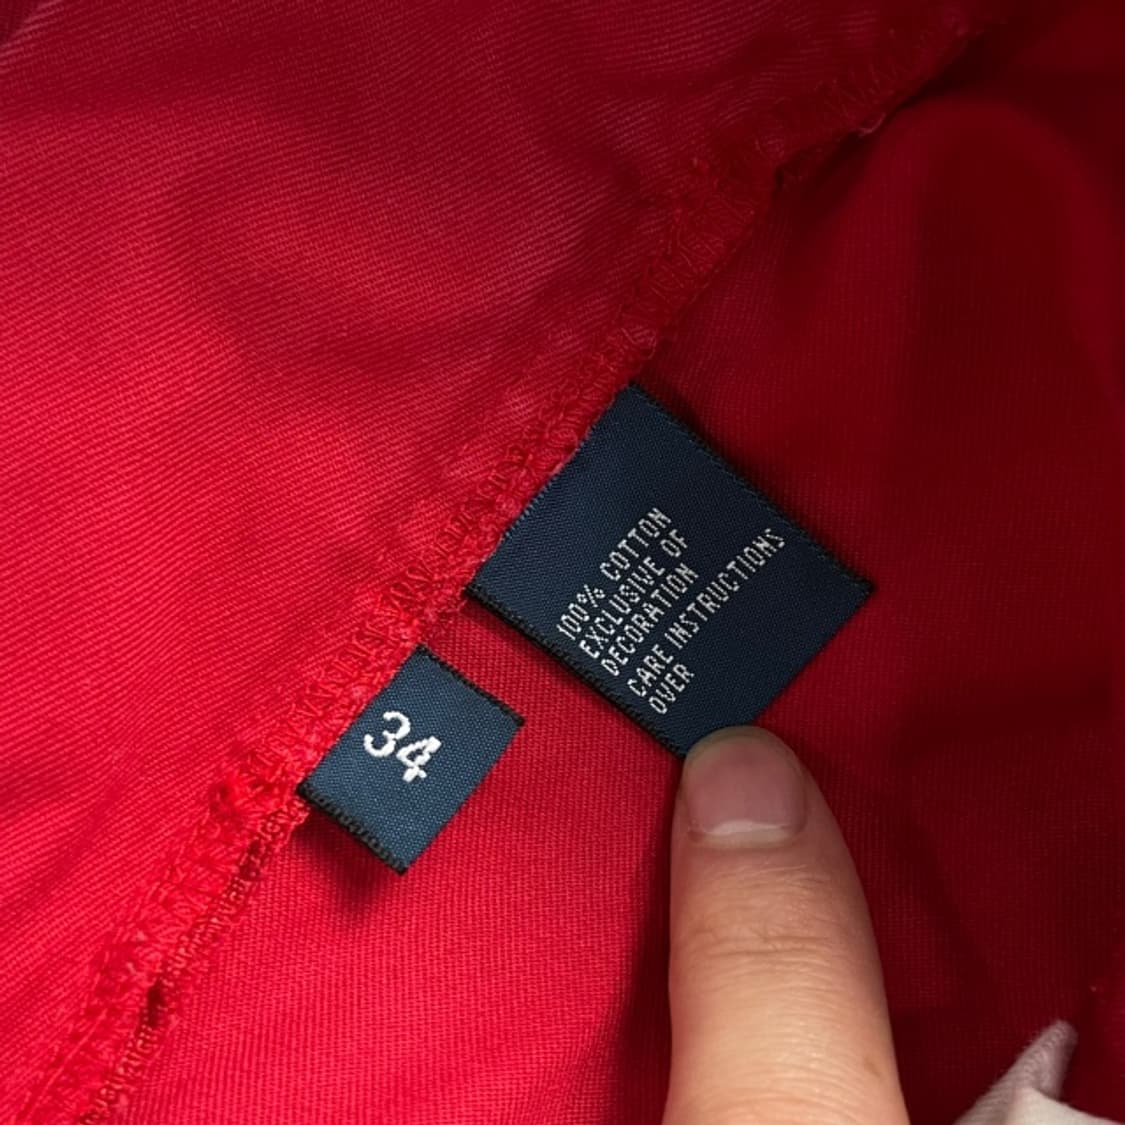 100% COTTON
EXCLUSIVE OF
DECORATION
CARE INSTRUCTIONS
OVER
34